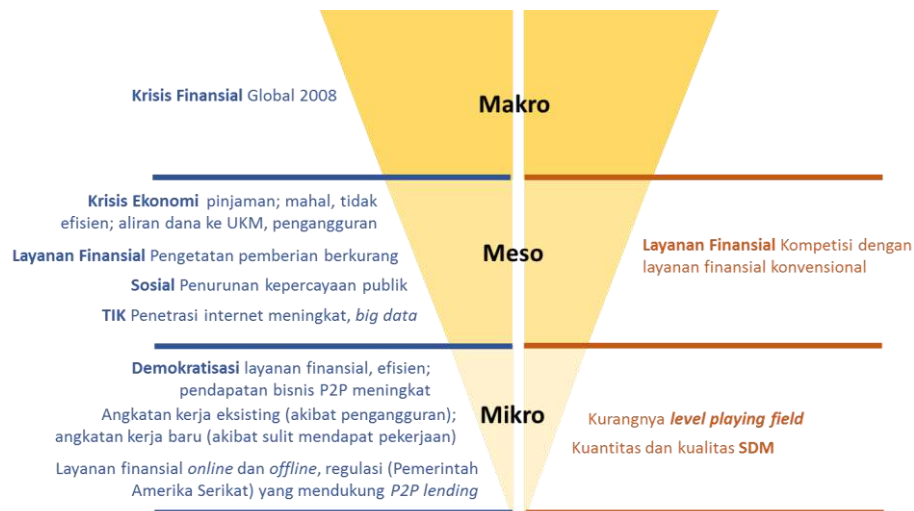 Krisis Finansial Global 2008
Makro
Krisis Ekonomi pinjaman; mahal, tidak
efisien; aliran dana ke UKM, pengangguran
Layanan Finansial Pengetatan pemberian berkurang
Sosial Penurunan kepercayaan publik
TIK Penetrasi internet meningkat, big data
Meso
Layanan Finansial Kompetisi dengan
layanan finansial konvensional
Demokratisasi layanan finansial, efisien;
pendapatan bisnis P2P meningkat
Angkatan kerja eksisting (akibat pengangguran);
angkatan kerja baru (akibat sulit mendapat pekerjaan)
Layanan finansial online dan offline, regulasi (Pemerintah
Amerika Serikat) yang mendukung P2P lending
Mikro
Kurangnya level playing field
Kuantitas dan kualitas SDM